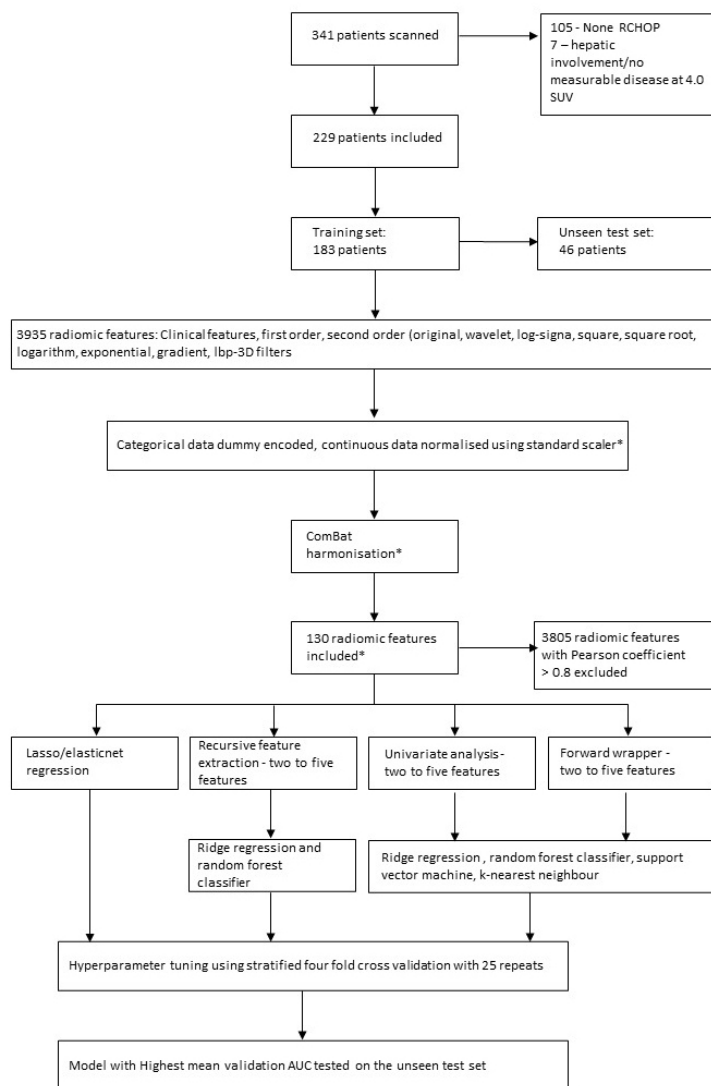 341 patients scanned
105 - None RCHOP
7 – hepatic
involvement/no
measurable disease at 4.0
SUV
229 patients included
Training set:
183 patients
Unseen test set:
46 patients
3935 radiomic features: Clinical features, first order, second order (original, wavelet, log-signa, square, square root,
logarithm, exponential, gradient, lbp-3D filters
Categorical data dummy encoded, continuous data normalised using standard scaler*
ComBat
harmonisation*
130 radiomic features
included*
3805 radiomic features
with Pearson coefficient
> 0.8 excluded
Lasso/elasticnet
regression
Recursive feature
extraction - two to five
features
Univariate analysis-
two to five features
Forward wrapper -
two to five features
Ridge regression and
random forest
classifier
Ridge regression , random forest classifier, support
vector machine, k-nearest neighbour
Hyperparameter tuning using stratified four fold cross validation with 25 repeats
Model with Highest mean validation AUC tested on the unseen test set